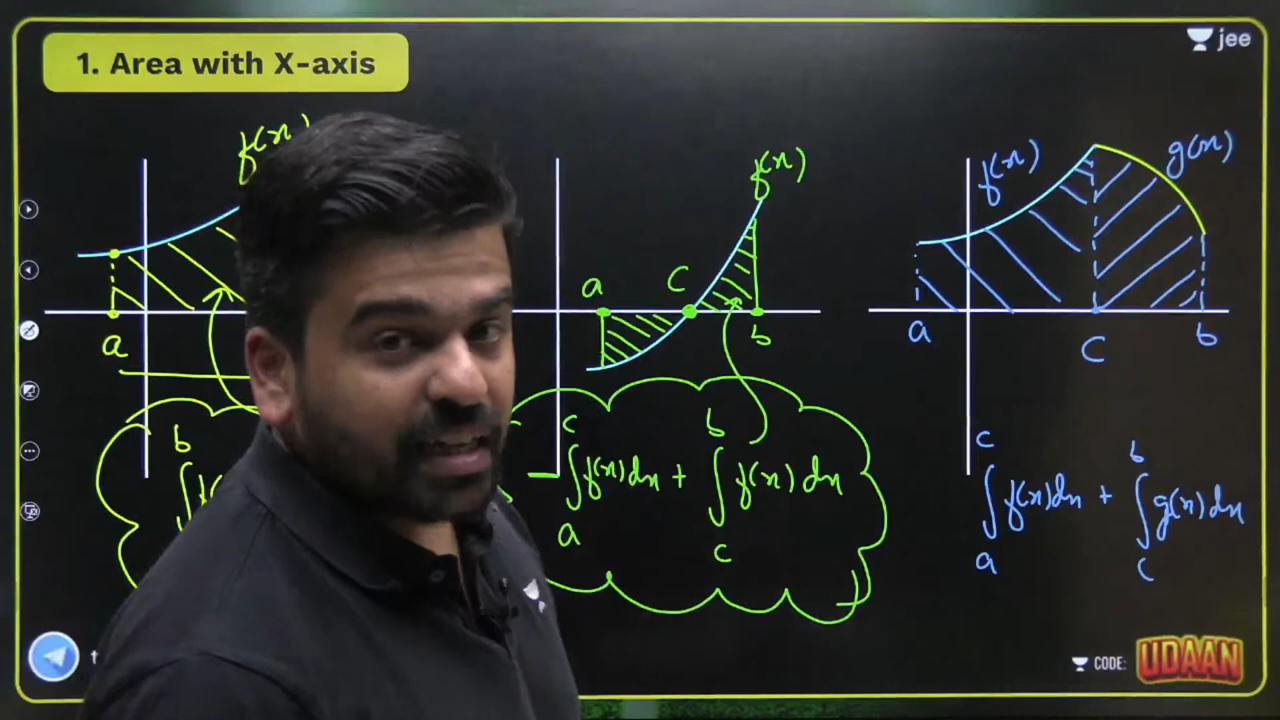 1. Area with X-axis
jee
f(x)
a
b
∫
a
C
b
f(x)
c
– ∫ f(x) dx +
a
b
∫ f(x) dx
c
f(x)
g(x)
a
C
b
c
∫ f(x) dx +
a
b
∫ g(x) dx
c
t
CODE:
UDAAN